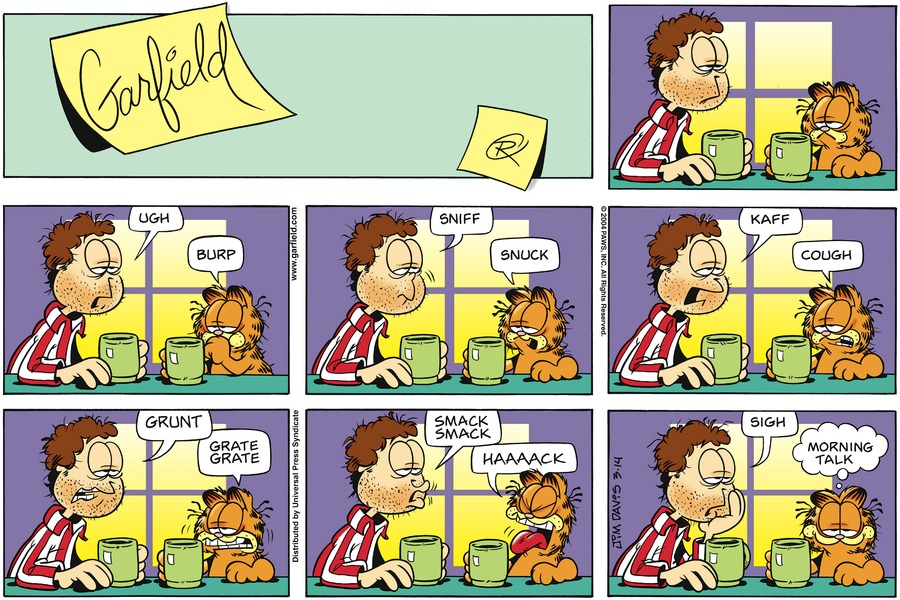 Garfield
R
UGH
BURP
www.garfield.com
SNIFF
SNUCK
© 2004 PAWS, INC. All Rights Reserved.
KAFF
COUGH
GRUNT
GRATE
GRATE
Distributed by Universal Press Syndicate
SMACK
SMACK
HAAAACK
JIM DAVIS 3·14
SIGH
MORNING
TALK